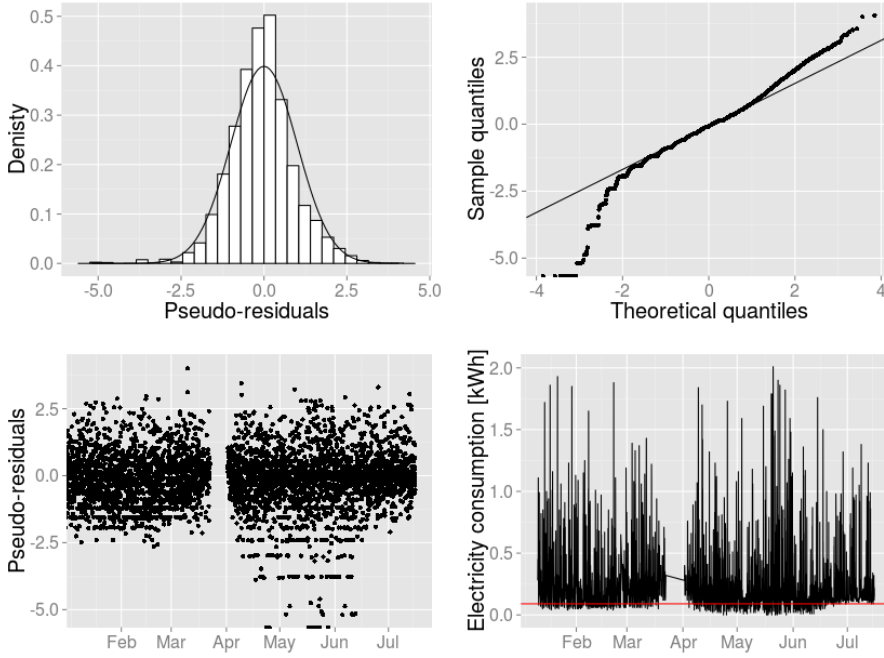 Denisty
0.5
0.4
0.3
0.2
0.1
0.0
-5.0 -2.5 0.0 2.5 5.0
Pseudo-residuals
Sample quantiles
2.5
0.0
-2.5
-5.0
-4 -2 0 2 4
Theoretical quantiles
Pseudo-residuals
2.5
0.0
-2.5
-5.0
Feb Mar Apr May Jun Jul
Electricity consumption [kWh]
2.0
1.5
1.0
0.5
0.0
Feb Mar Apr May Jun Jul